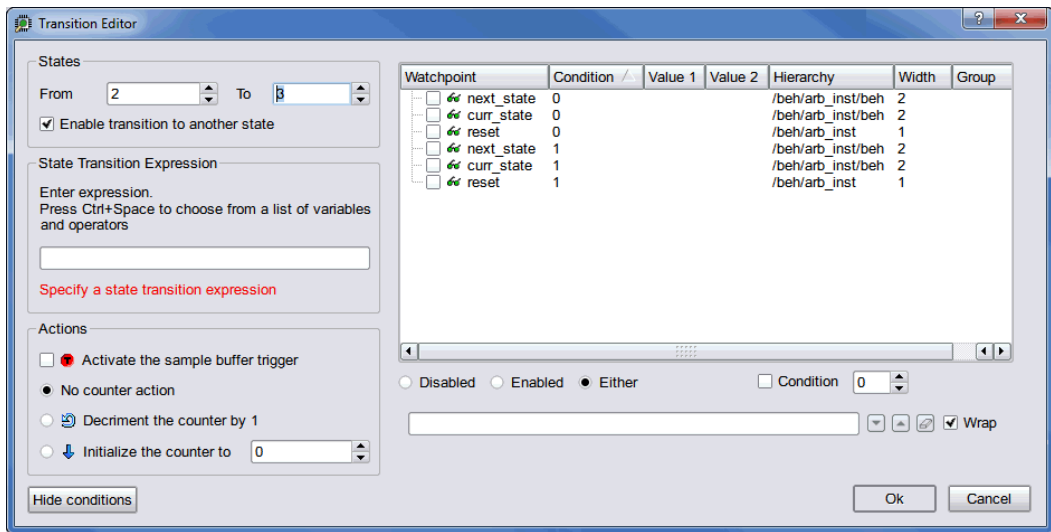 Transition Editor
States
From 2 To 3
Enable transition to another state
State Transition Expression
Enter expression.
Press Ctrl+Space to choose from a list of variables
and operators
Specify a state transition expression
Actions
Activate the sample buffer trigger
No counter action
Decriment the counter by 1
Initialize the counter to 0
Hide conditions
Watchpoint Condition Value 1 Value 2 Hierarchy Width Group
next_state 0 /beh/arb_inst/beh 2
curr_state 0 /beh/arb_inst/beh 2
reset 0 /beh/arb_inst 1
next_state 1 /beh/arb_inst/beh 2
curr_state 1 /beh/arb_inst/beh 2
reset 1 /beh/arb_inst 1
Disabled Enabled Either Condition 0
Wrap
Ok Cancel